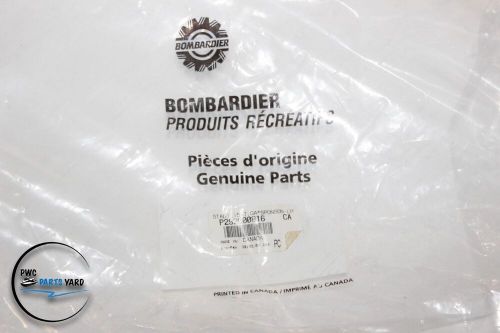 BOMBARDIER
BOMBARDIER
PRODUITS RÉCRÉATIFS
Pièces d'origine
Genuine Parts
CA
CANADA
PC
PRINTED IN CANADA / IMPRIMÉ AU CANADA
PWC
PARTS YARD